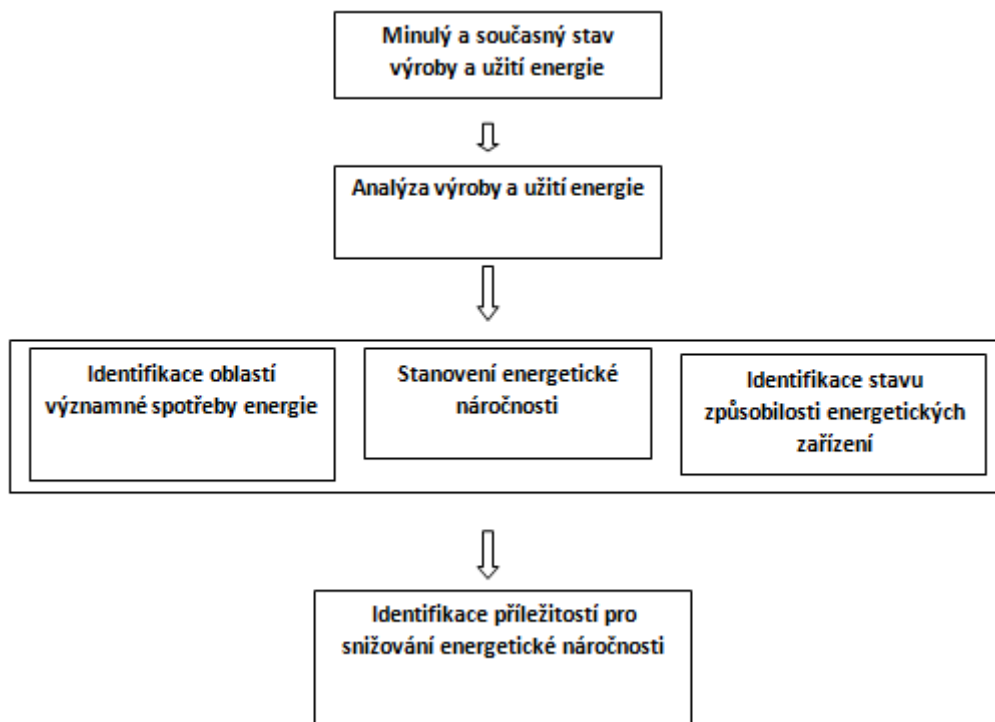 Minulý a současný stav
výroby a užití energie
Analýza výroby a užití energie
Identifikace oblastí
významné spotřeby energie
Stanovení energetické
náročnosti
Identifikace stavu
způsobilosti energetických
zařízení
Identifikace příležitostí pro
snižování energetické náročnosti